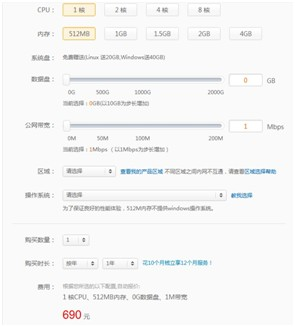 CPU： 1 核 2 核 4 核 8 核
内存： 512MB 1GB 1.5GB 2GB 4GB
系统盘： 免费赠送(Linux 送20GB,Windows送40GB)
数据盘： 0 GB
0G 500G 1000G 2000G
当前选择：0GB(以10GB为步长增加)
公网带宽： 1 Mbps
0M 50M 100M 200M
当前选择：1Mbps （以1Mbps为步长增加）
区域： 请选择 查看我的产品区域 不同区域之间内网不互通，请查看区域选择帮助
操作系统： 请选择 教我选择
为了保证良好的性能体验，512M内存不提供windows操作系统。
购买数量： 1
购买时长： 按年 1年 花10个月钱立享12个月服务！
费用： 根据您所选的以下配置,自动报价:
1 核CPU、512MB内存、0G数据盘、1M带宽
690 元